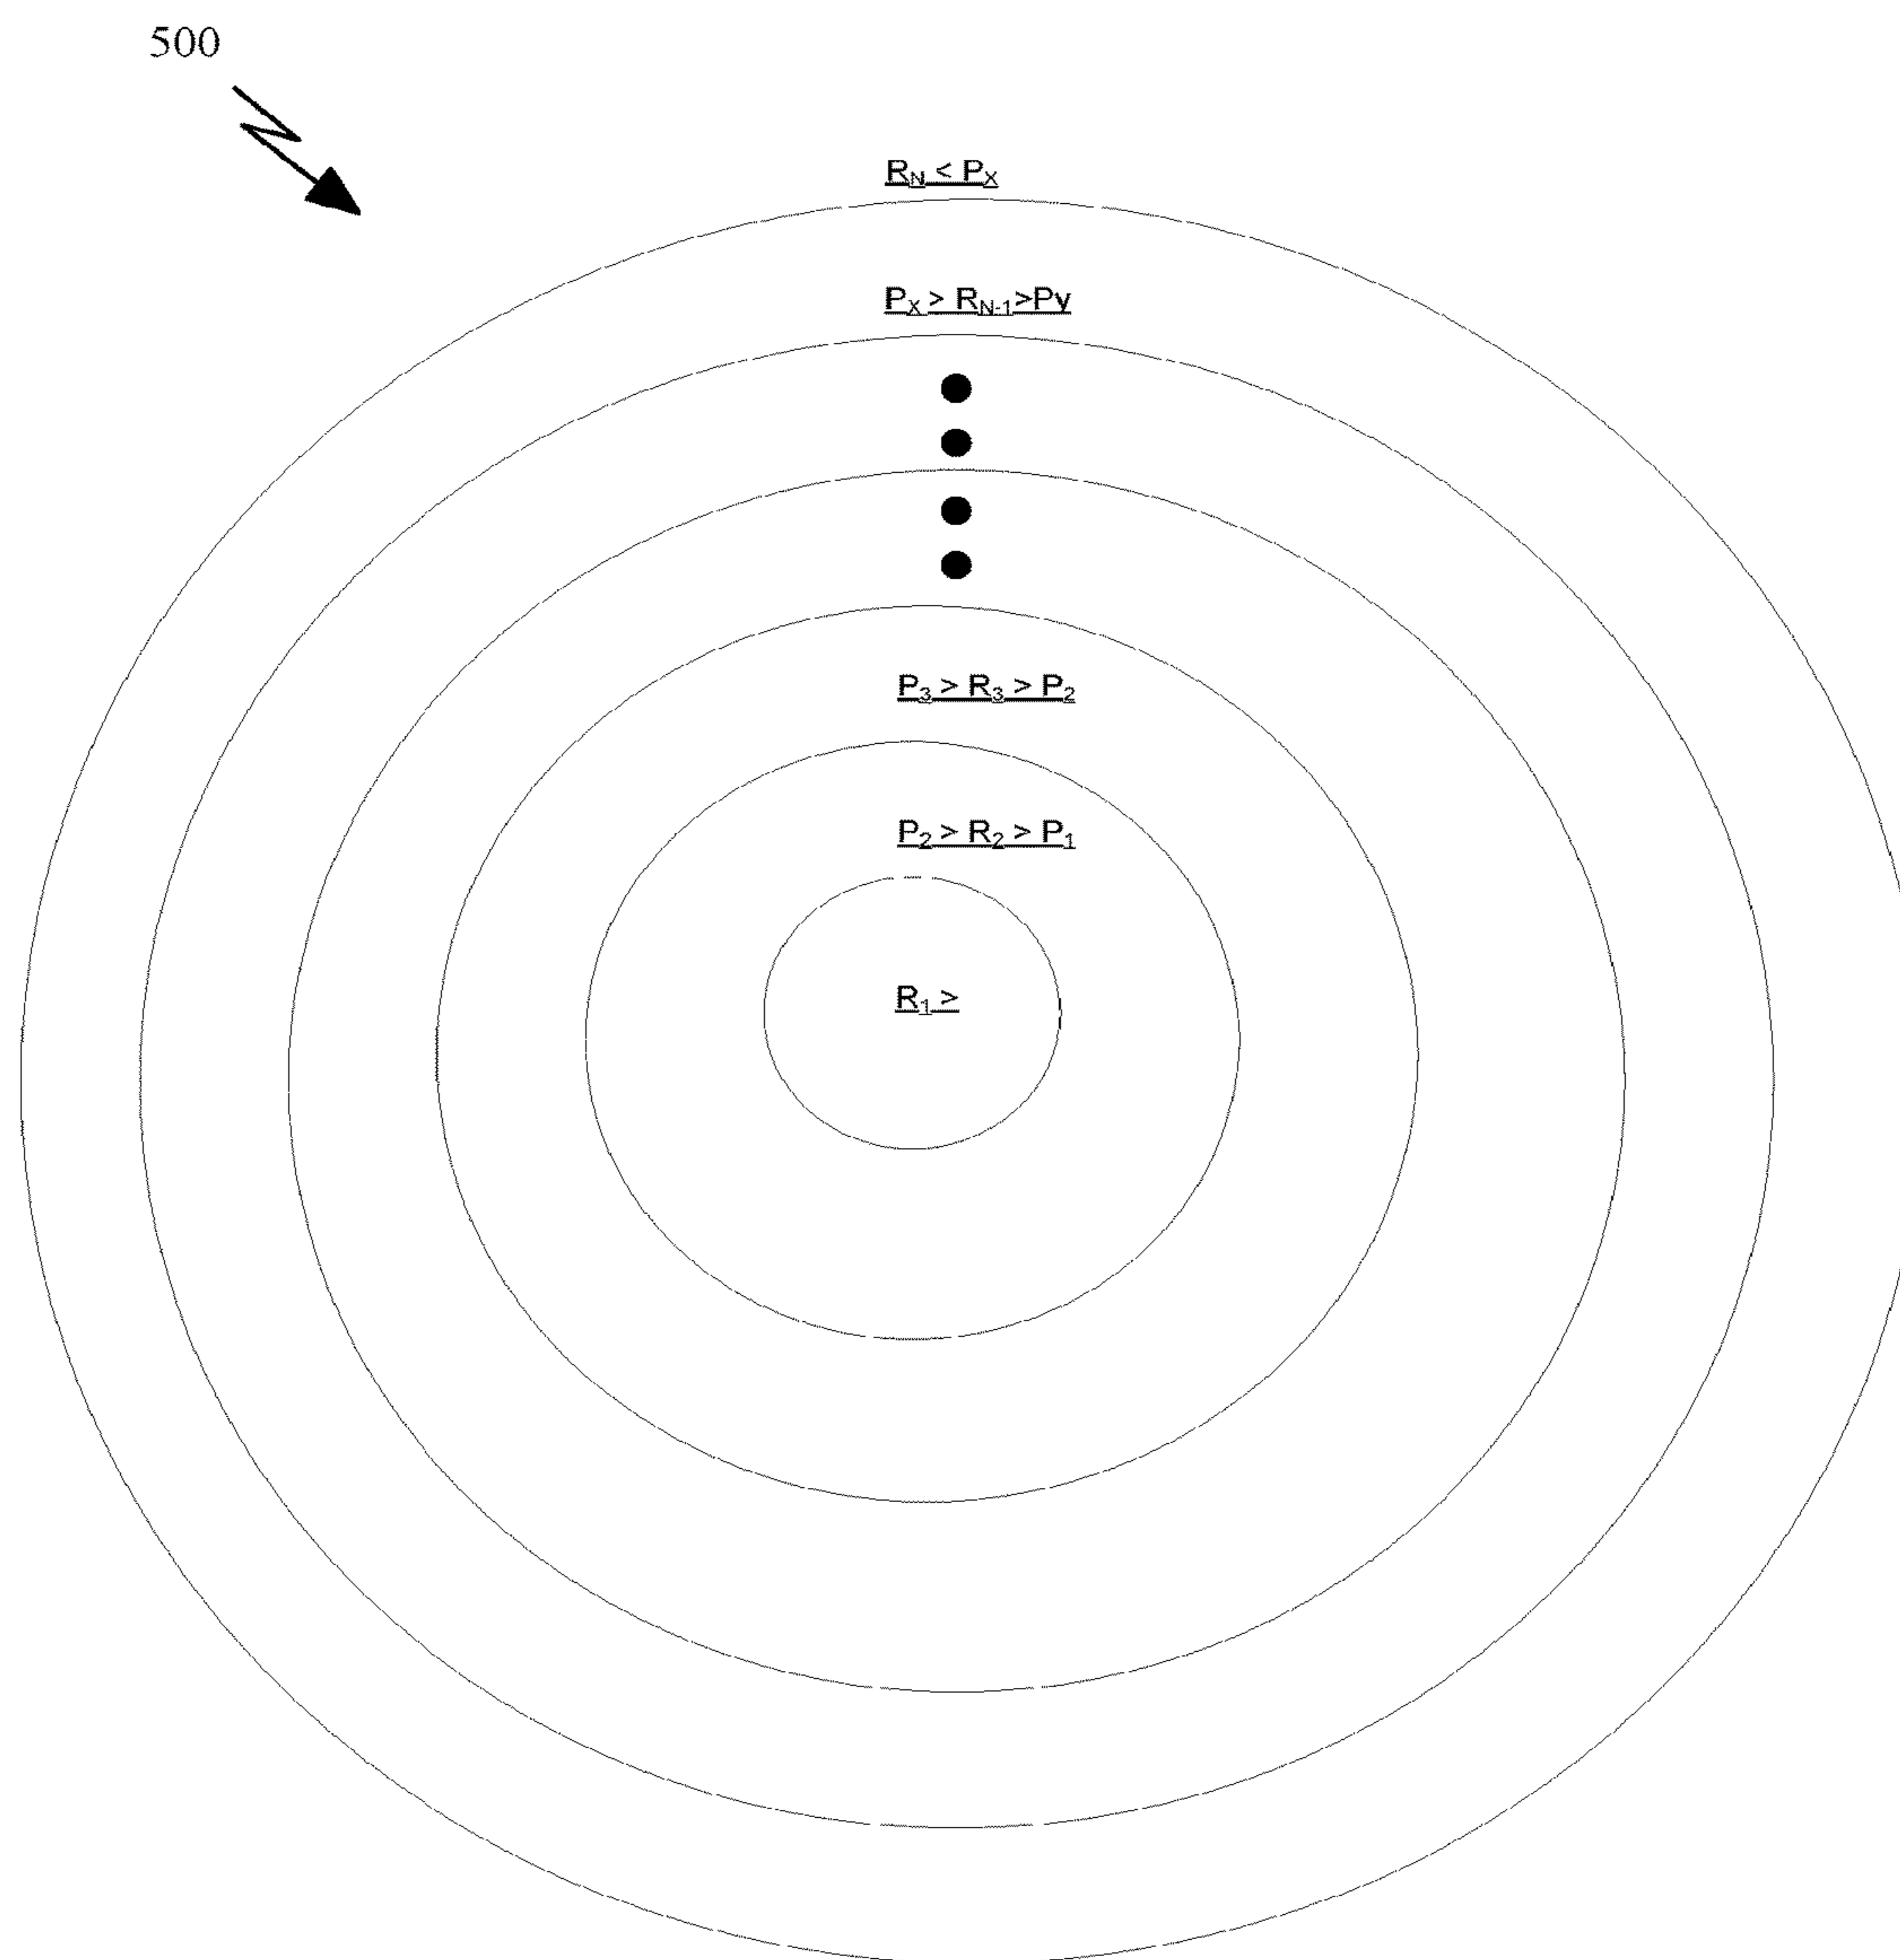 500
R_N < P_X
P_X > R_N-1 >Py
P_3 > R_3 > P_2
P_2 > R_2 > P_1
R_1 >